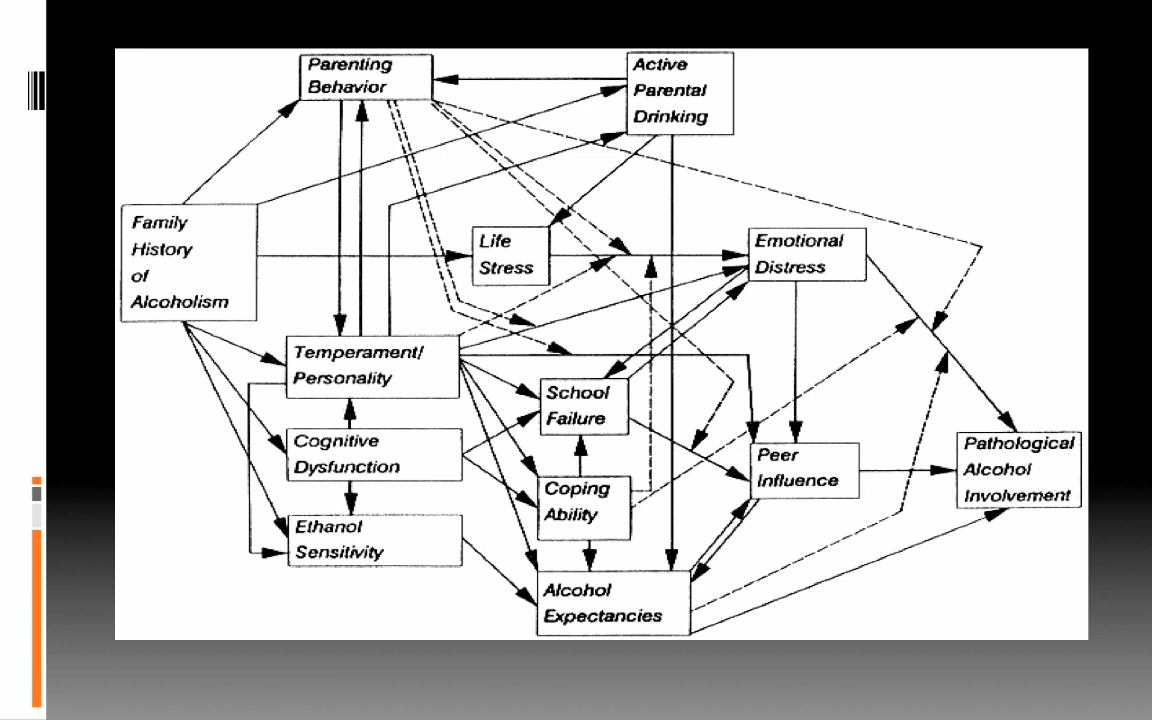 Parenting
Behavior
Active
Parental
Drinking
Family
History
of
Alcoholism
Life
Stress
Emotional
Distress
Temperament/
Personality
School
Failure
Cognitive
Dysfunction
Peer
Influence
Pathological
Alcohol
Involvement
Coping
Ability
Ethanol
Sensitivity
Alcohol
Expectancies